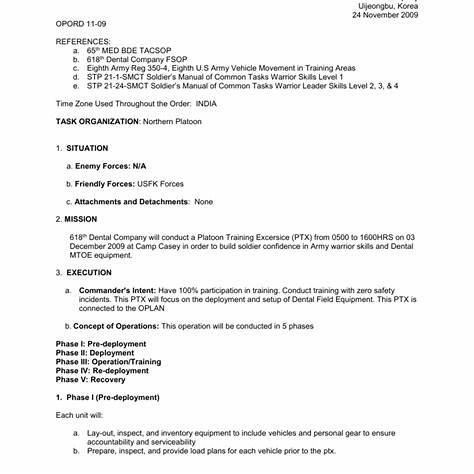 Uijeongbu, Korea
24 November 2009
OPORD 11-09
REFERENCES:
a. 65th MED BDE TACSOP
b. 618th Dental Company FSOP
c. Eighth Army Reg 350-4, Eighth U.S Army Vehicle Movement in Training Areas
d. STP 21-1-SMCT Soldier's Manual of Common Tasks Warrior Skills Level 1
e. STP 21-24-SMCT Soldier's Manual of Common Tasks Warrior Leader Skills Level 2, 3, & 4
Time Zone Used Throughout the Order: INDIA
TASK ORGANIZATION: Northern Platoon
1. SITUATION
a. Enemy Forces: N/A
b. Friendly Forces: USFK Forces
c. Attachments and Detachments: None
2. MISSION
618th Dental Company will conduct a Platoon Training Excersice (PTX) from 0500 to 1600HRS on 03
December 2009 at Camp Casey in order to build soldier confidence in Army warrior skills and Dental
MTOE equipment.
3. EXECUTION
a. Commander's Intent: Have 100% participation in training. Conduct training with zero safety
incidents. This PTX will focus on the deployment and setup of Dental Field Equipment. This PTX is
connected to the OPLAN
b. Concept of Operations: This operation will be conducted in 5 phases
Phase I: Pre-deployment
Phase II: Deployment
Phase III: Operation/Training
Phase IV: Re-deployment
Phase V: Recovery
1. Phase I (Pre-deployment)
Each unit will:
a. Lay-out, inspect, and inventory equipment to include vehicles and personal gear to ensure
accountability and serviceability
b. Prepare, inspect, and provide load plans for each vehicle prior to the ptx.